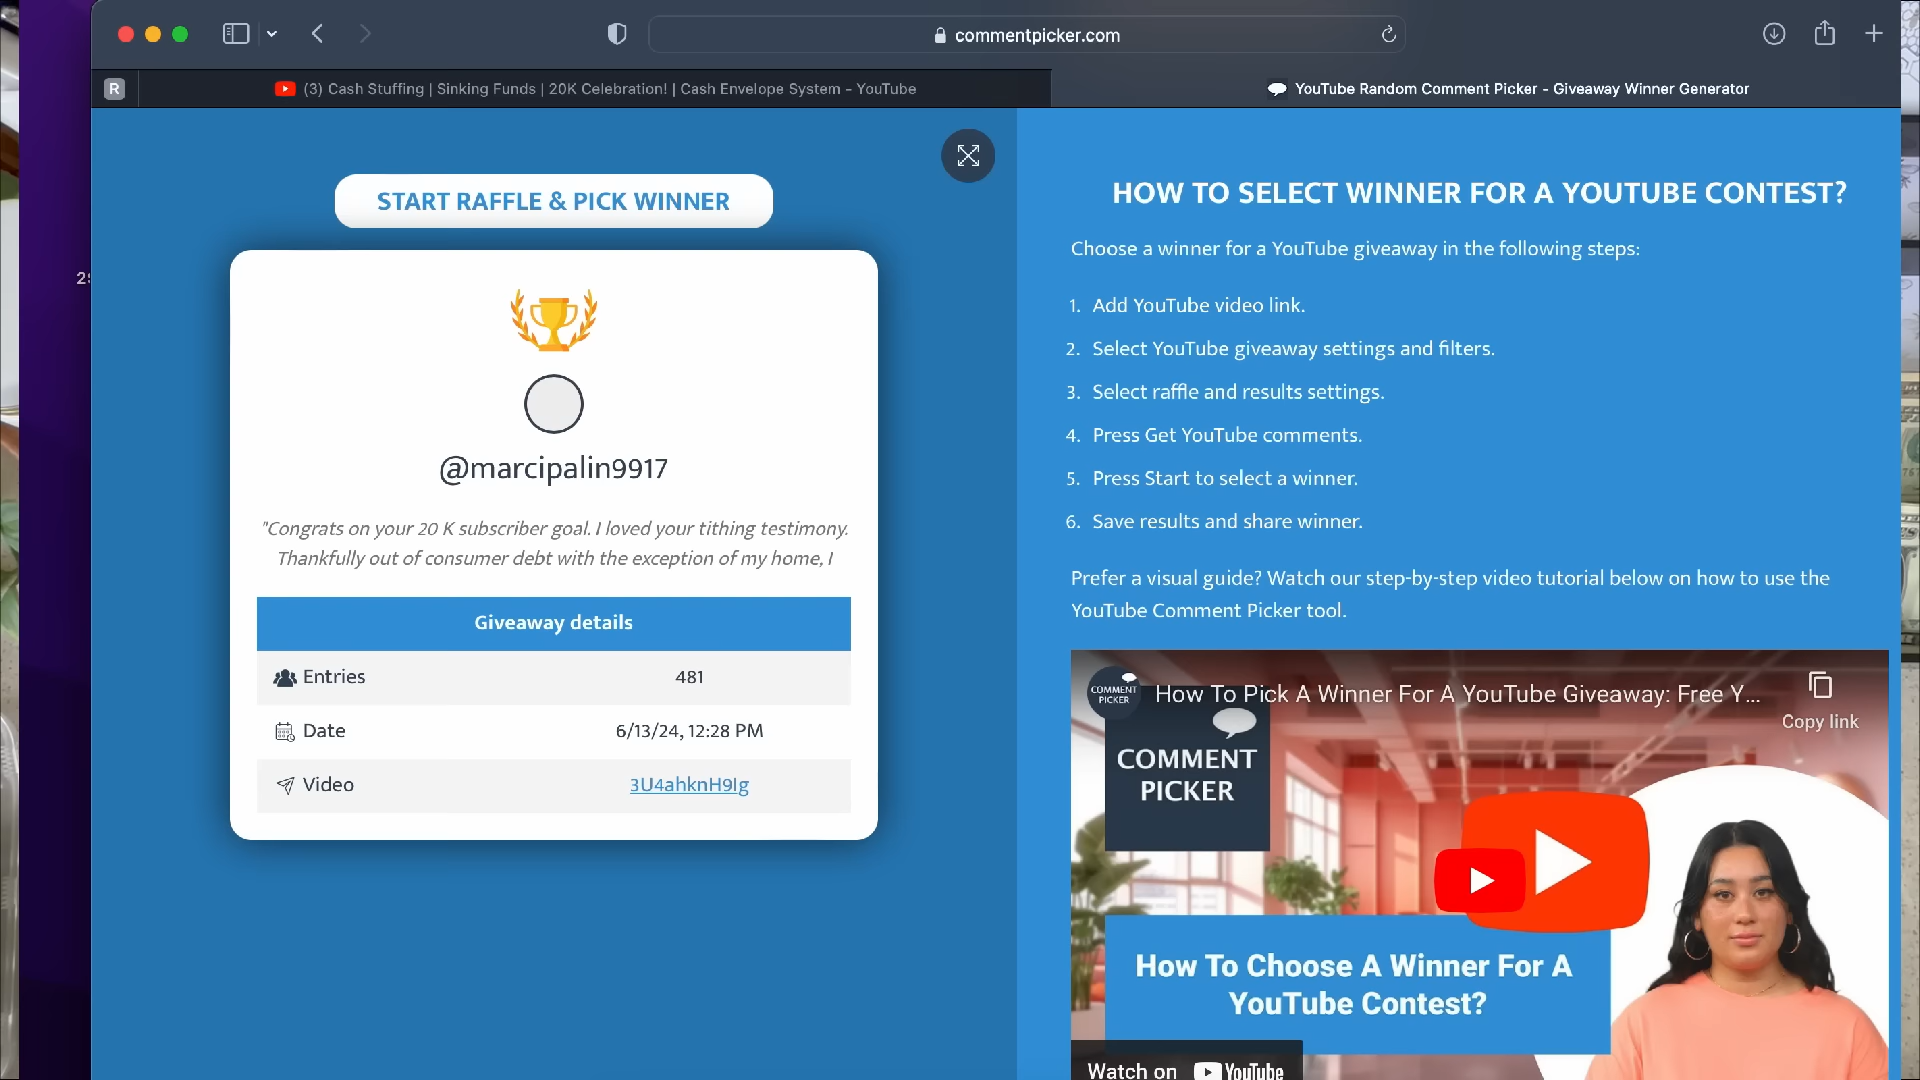 commentpicker.com
R
(3) Cash Stuffing | Sinking Funds | 20K Celebration! | Cash Envelope System - YouTube
YouTube Random Comment Picker - Giveaway Winner Generator
START RAFFLE & PICK WINNER
@marcipalin9917
"Congrats on your 20 K subscriber goal. I loved your tithing testimony.
Thankfully out of consumer debt with the exception of my home, I
Giveaway details
Entries 481
Date 6/13/24, 12:28 PM
Video 3U4ahknH9Ig
HOW TO SELECT WINNER FOR A YOUTUBE CONTEST?
Choose a winner for a YouTube giveaway in the following steps:
1. Add YouTube video link.
2. Select YouTube giveaway settings and filters.
3. Select raffle and results settings.
4. Press Get YouTube comments.
5. Press Start to select a winner.
6. Save results and share winner.
Prefer a visual guide? Watch our step-by-step video tutorial below on how to use the
YouTube Comment Picker tool.
COMMENT
PICKER
How To Pick A Winner For A YouTube Giveaway: Free Y...
Copy link
COMMENT
PICKER
How To Choose A Winner For A
YouTube Contest?
Watch on YouTube